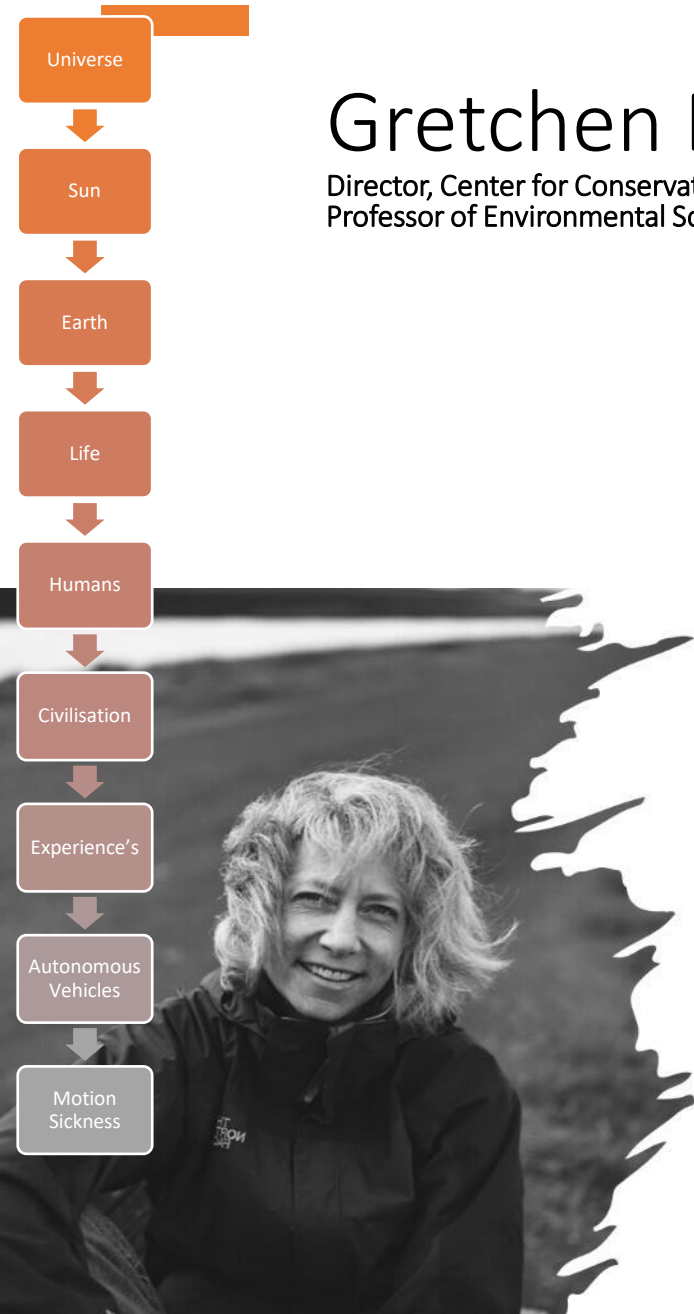 Universe
Gretchen
Director, Center for Conservat
Professor of Environmental Sc
Sun
Earth
Life
Humans
Civilisation
Experience's
Autonomous
Vehicles
Motion
Sickness